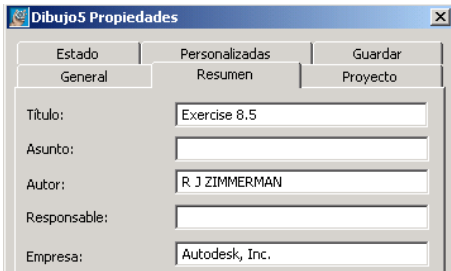 Dibujo5 Propiedades
Estado Personalizadas Guardar
General Resumen Proyecto
Título: Exercise 8.5
Asunto:
Autor: R J ZIMMERMAN
Responsable:
Empresa: Autodesk, Inc.